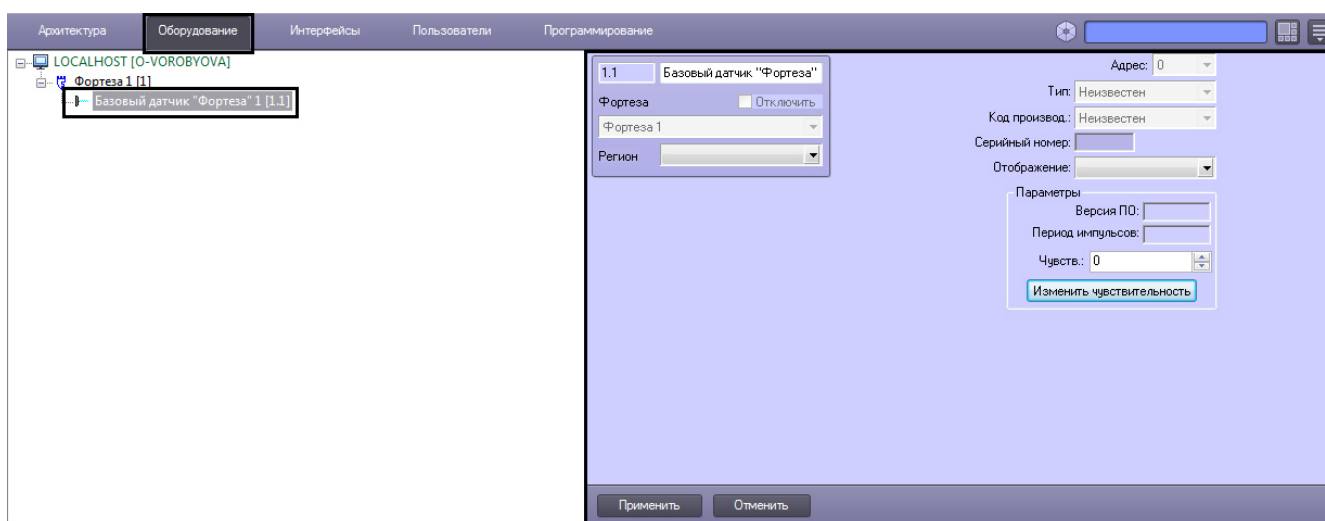 Архитектура Оборудование Интерфейсы Пользователи Программирование
LOCALHOST [O-VOROBYOVA]
Фортеза 1 [1]
Базовый датчик "Фортеза" 1 [1.1]
1.1 Базовый датчик "Фортеза"
Фортеза Отключить
Фортеза 1
Регион
Адрес: 0
Тип: Неизвестен
Код производ.: Неизвестен
Серийный номер:
Отображение:
Параметры
Версия ПО:
Период импульсов:
Чувств.: 0
Изменить чувствительность
Применить Отменить